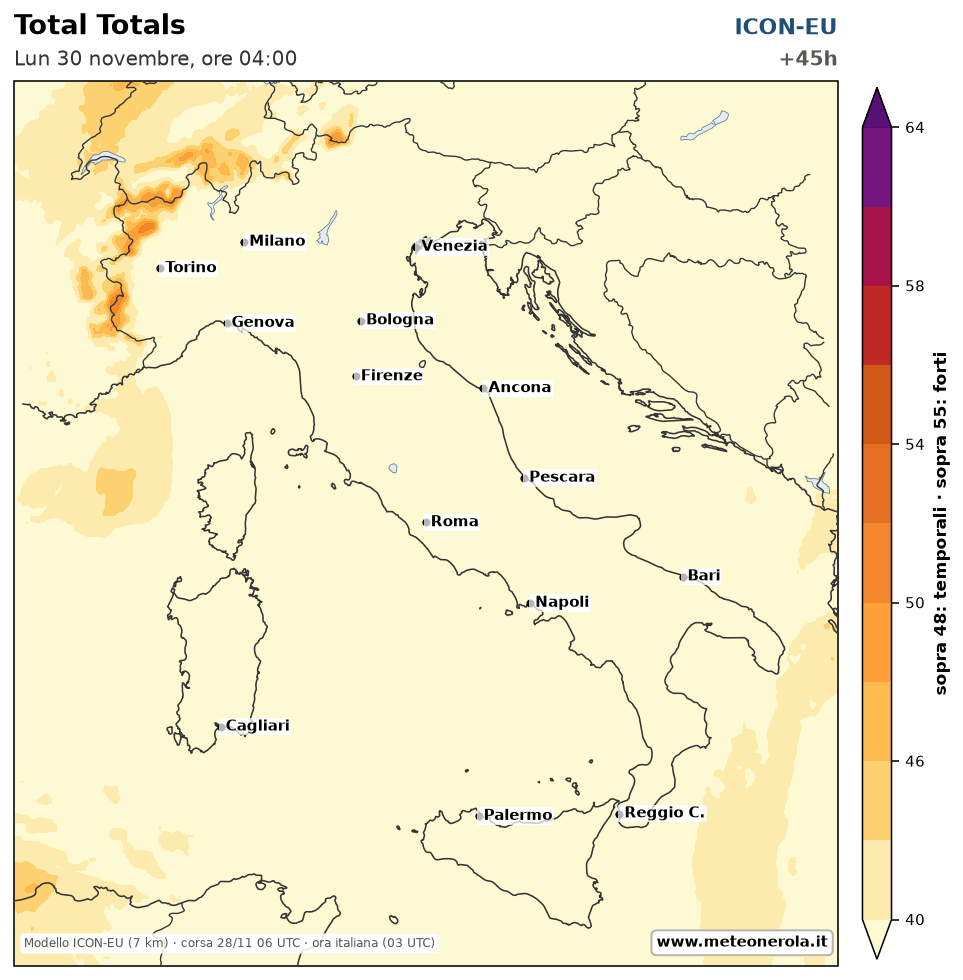 Total Totals
ICON-EU
Lun 30 novembre, ore 04:00
+45h
Milano
Venezia
Torino
Genova
Bologna
Firenze
Ancona
Pescara
Roma
Bari
Napoli
Cagliari
Palermo
Reggio C.
64
58
54
50
46
40
sopra 48: temporali · sopra 55: forti
Modello ICON-EU (7 km) · corsa 28/11 06 UTC · ora italiana (03 UTC)
www.meteonerola.it